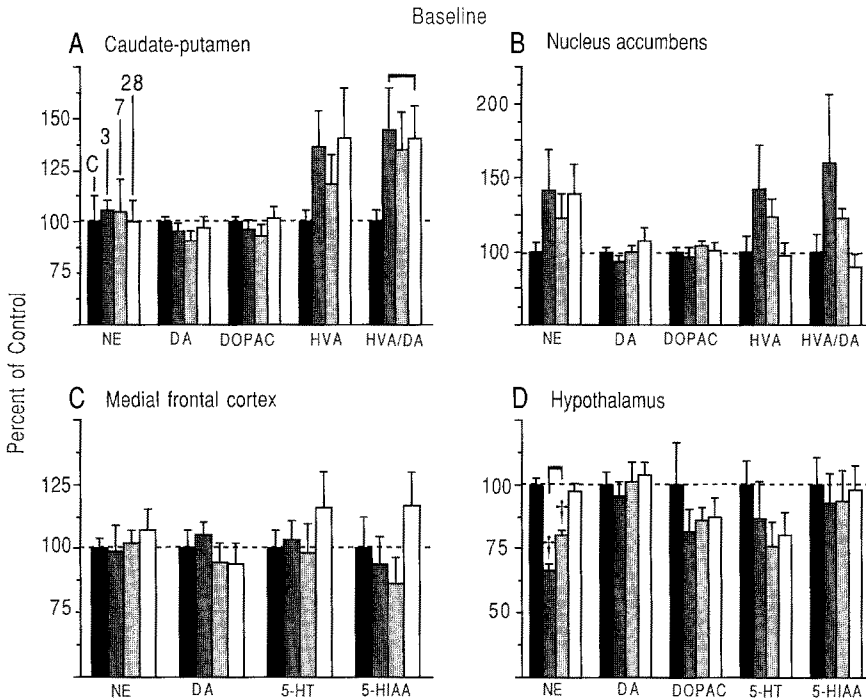 Baseline
Percent of Control
A Caudate-putamen
150
125
100
75
C 3 7 28
NE DA DOPAC HVA HVA/DA
B Nucleus accumbens
200
150
100
NE DA DOPAC HVA HVA/DA
C Medial frontal cortex
125
100
75
NE DA 5-HT 5-HIAA
D Hypothalamus
100
75
50
† †
NE DA DOPAC 5-HT 5-HIAA